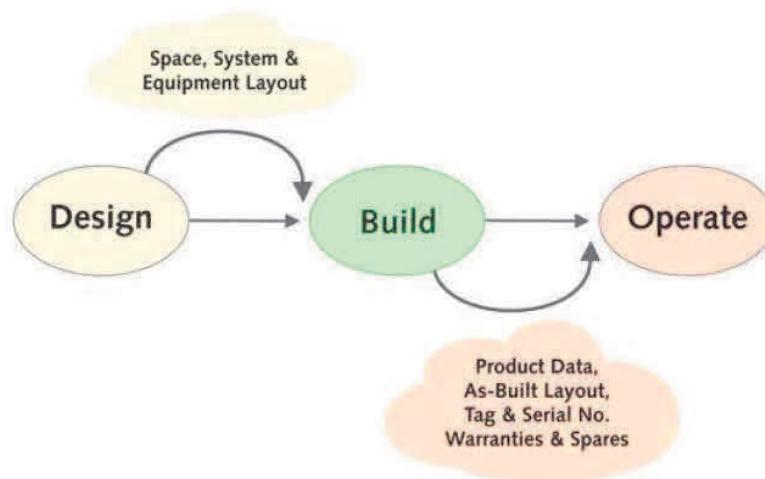 Space, System &
Equipment Layout
Design
Build
Operate
Product Data,
As-Built Layout,
Tag & Serial No.
Warranties & Spares